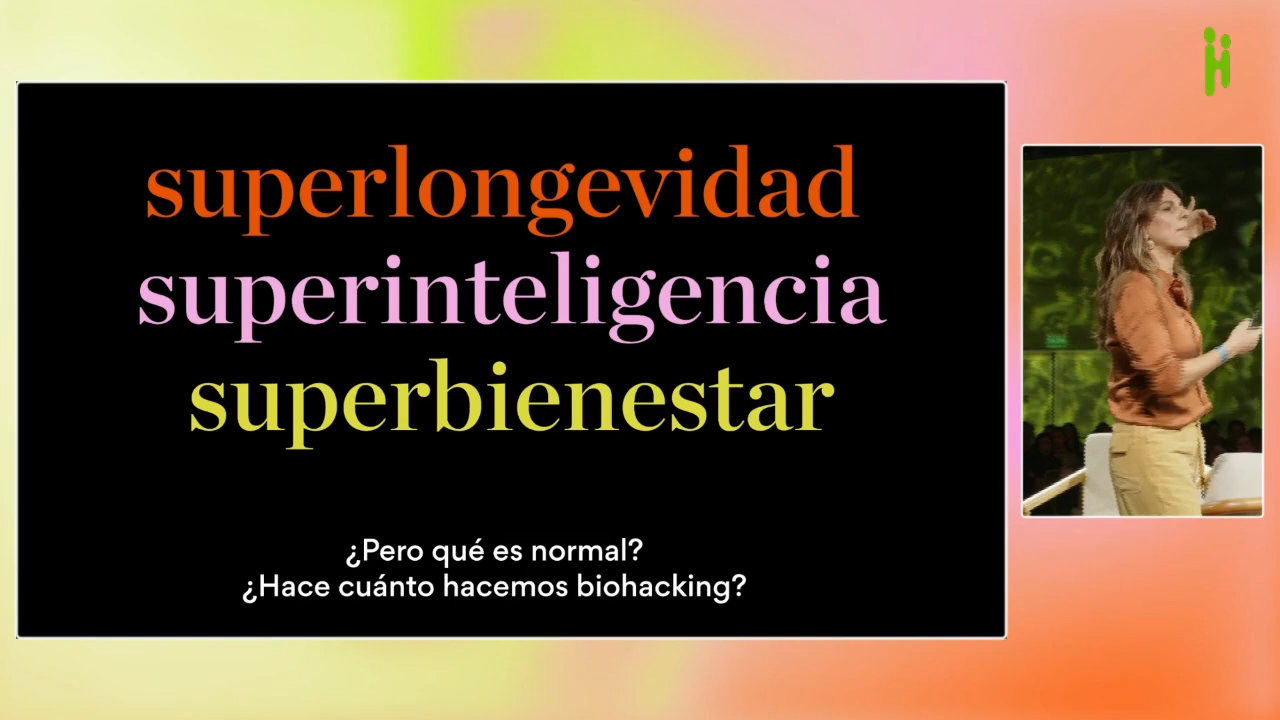 superlongevidad
superinteligencia
superbienestar
¿Pero qué es normal?
¿Hace cuánto hacemos biohacking?